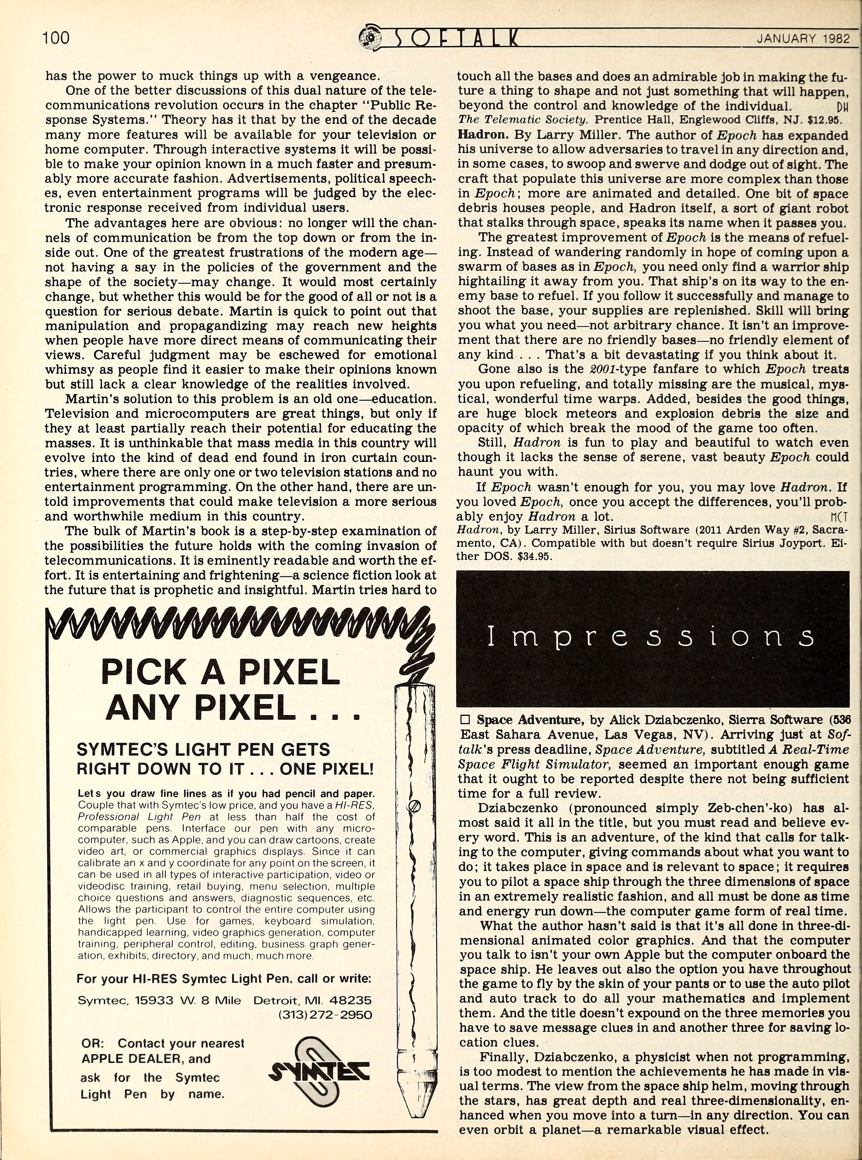 100
SOFTALK
JANUARY 1982
has the power to muck things up with a vengeance.
One of the better discussions of this dual nature of the tele-
communications revolution occurs in the chapter "Public Re-
sponse Systems." Theory has it that by the end of the decade
many more features will be available for your television or
home computer. Through interactive systems it will be possi-
ble to make your opinion known in a much faster and presum-
ably more accurate fashion. Advertisements, political speech-
es, even entertainment programs will be judged by the elec-
tronic response received from individual users.
The advantages here are obvious: no longer will the chan-
nels of communication be from the top down or from the in-
side out. One of the greatest frustrations of the modern age—
not having a say in the policies of the government and the
shape of the society—may change. It would most certainly
change, but whether this would be for the good of all or not is a
question for serious debate. Martin is quick to point out that
manipulation and propagandizing may reach new heights
when people have more direct means of communicating their
views. Careful judgment may be eschewed for emotional
whimsy as people find it easier to make their opinions known
but still lack a clear knowledge of the realities involved.
Martin's solution to this problem is an old one—education.
Television and microcomputers are great things, but only if
they at least partially reach their potential for educating the
masses. It is unthinkable that mass media in this country will
evolve into the kind of dead end found in iron curtain coun-
tries, where there are only one or two television stations and no
entertainment programming. On the other hand, there are un-
told improvements that could make television a more serious
and worthwhile medium in this country.
The bulk of Martin's book is a step-by-step examination of
the possibilities the future holds with the coming invasion of
telecommunications. It is eminently readable and worth the ef-
fort. It is entertaining and frightening—a science fiction look at
the future that is prophetic and insightful. Martin tries hard to
touch all the bases and does an admirable job in making the fu-
ture a thing to shape and not just something that will happen,
beyond the control and knowledge of the individual. DH
The Telematic Society. Prentice Hall, Englewood Cliffs, NJ. $12.95.
Hadron. By Larry Miller. The author of Epoch has expanded
his universe to allow adversaries to travel in any direction and,
in some cases, to swoop and swerve and dodge out of sight. The
craft that populate this universe are more complex than those
in Epoch; more are animated and detailed. One bit of space
debris houses people, and Hadron itself, a sort of giant robot
that stalks through space, speaks its name when it passes you.
The greatest improvement of Epoch is the means of refuel-
ing. Instead of wandering randomly in hope of coming upon a
swarm of bases as in Epoch, you need only find a warrior ship
hightailing it away from you. That ship's on its way to the en-
emy base to refuel. If you follow it successfully and manage to
shoot the base, your supplies are replenished. Skill will bring
you what you need—not arbitrary chance. It isn't an improve-
ment that there are no friendly bases—no friendly element of
any kind . . . That's a bit devastating if you think about it.
Gone also is the 2001-type fanfare to which Epoch treats
you upon refueling, and totally missing are the musical, mys-
tical, wonderful time warps. Added, besides the good things,
are huge block meteors and explosion debris the size and
opacity of which break the mood of the game too often.
Still, Hadron is fun to play and beautiful to watch even
though it lacks the sense of serene, vast beauty Epoch could
haunt you with.
If Epoch wasn't enough for you, you may love Hadron. If
you loved Epoch, once you accept the differences, you'll prob-
ably enjoy Hadron a lot. MCT
Hadron, by Larry Miller, Sirius Software (2011 Arden Way #2, Sacra-
mento, CA). Compatible with but doesn't require Sirius Joyport. Ei-
ther DOS. $34.95.
PICK A PIXEL
ANY PIXEL . . .
SYMTEC'S LIGHT PEN GETS
RIGHT DOWN TO IT . . . ONE PIXEL!
Lets you draw fine lines as if you had pencil and paper.
Couple that with Symtec's low price, and you have a HI-RES,
Professional Light Pen at less than half the cost of
comparable pens. Interface our pen with any micro-
computer, such as Apple, and you can draw cartoons, create
video art, or commercial graphics displays. Since it can
calibrate an x and y coordinate for any point on the screen, it
can be used in all types of interactive participation, video or
videodisc training, retail buying, menu selection, multiple
choice questions and answers, diagnostic sequences, etc.
Allows the participant to control the entire computer using
the light pen. Use for games, keyboard simulation,
handicapped learning, video graphics generation, computer
training, peripheral control, editing, business graph gener-
ation, exhibits, directory, and much, much more.
For your HI-RES Symtec Light Pen, call or write:
Symtec, 15933 W. 8 Mile Detroit, MI. 48235
(313) 272-2950
OR: Contact your nearest
APPLE DEALER, and
ask for the Symtec
Light Pen by name.
SYMTEC
Impressions
□ Space Adventure, by Alick Dziabczenko, Sierra Software (536
East Sahara Avenue, Las Vegas, NV). Arriving just at Sof-
talk's press deadline, Space Adventure, subtitled A Real-Time
Space Flight Simulator, seemed an important enough game
that it ought to be reported despite there not being sufficient
time for a full review.
Dziabczenko (pronounced simply Zeb-chen'-ko) has al-
most said it all in the title, but you must read and believe ev-
ery word. This is an adventure, of the kind that calls for talk-
ing to the computer, giving commands about what you want to
do; it takes place in space and is relevant to space; it requires
you to pilot a space ship through the three dimensions of space
in an extremely realistic fashion, and all must be done as time
and energy run down—the computer game form of real time.
What the author hasn't said is that it's all done in three-di-
mensional animated color graphics. And that the computer
you talk to isn't your own Apple but the computer onboard the
space ship. He leaves out also the option you have throughout
the game to fly by the skin of your pants or to use the auto pilot
and auto track to do all your mathematics and implement
them. And the title doesn't expound on the three memories you
have to save message clues in and another three for saving lo-
cation clues.
Finally, Dziabczenko, a physicist when not programming,
is too modest to mention the achievements he has made in vis-
ual terms. The view from the space ship helm, moving through
the stars, has great depth and real three-dimensionality, en-
hanced when you move into a turn—in any direction. You can
even orbit a planet—a remarkable visual effect.